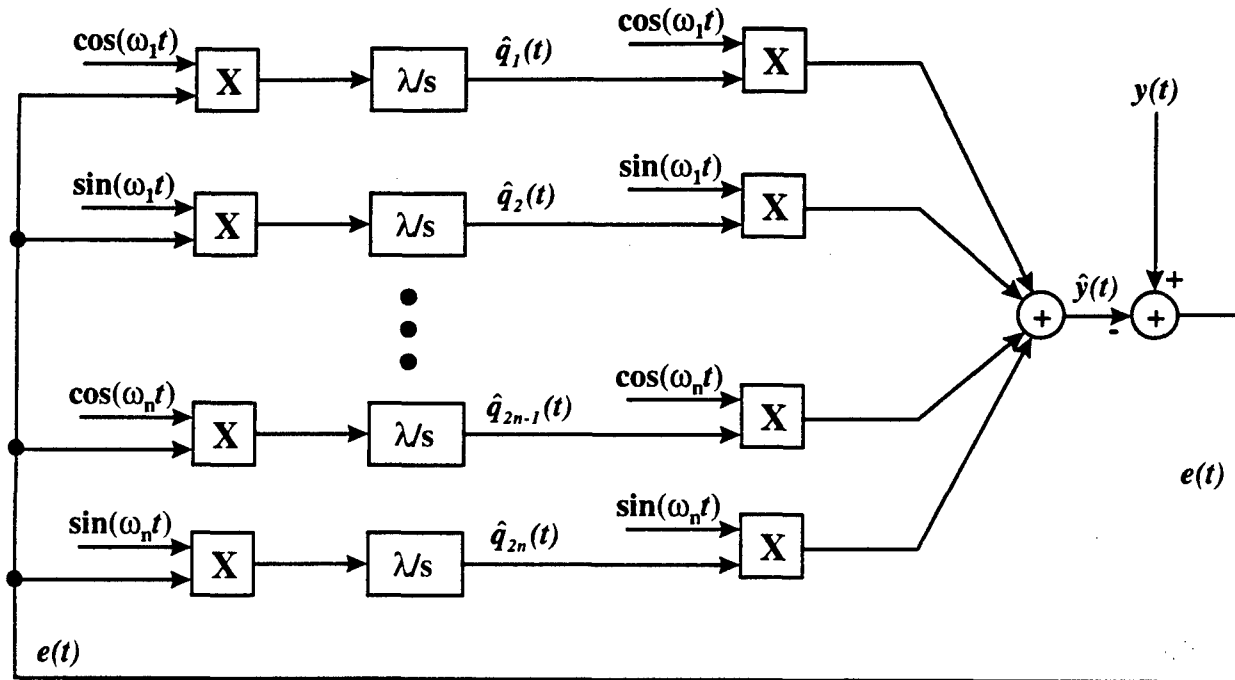 cos(ω₁t) X λ/s q̂₁(t) cos(ω₁t) X
y(t)
sin(ω₁t) X λ/s q̂₂(t) sin(ω₁t) X
+ ŷ(t) - + +
cos(ωₙt) X λ/s q̂₂ₙ₋₁(t) cos(ωₙt) X
e(t)
sin(ωₙt) X λ/s q̂₂ₙ(t) sin(ωₙt) X
e(t)